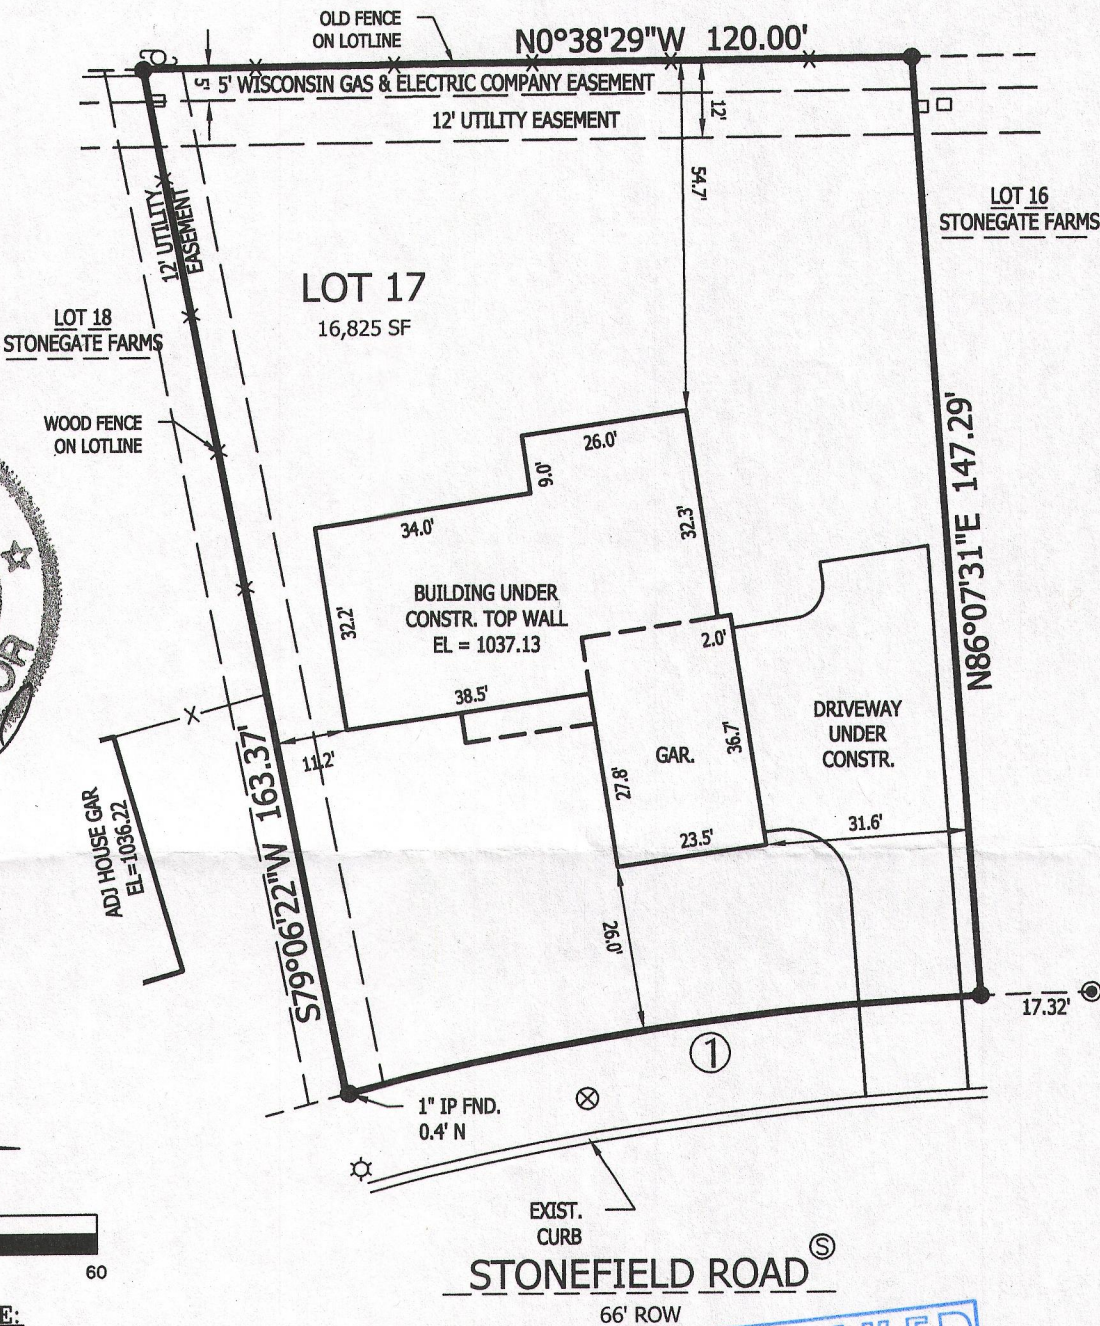 OLD FENCE
ON LOTLINE
N0°38'29"W 120.00'
5'
5' WISCONSIN GAS & ELECTRIC COMPANY EASEMENT
12'
12' UTILITY EASEMENT
54.7'
12' UTILITY
EASEMENT
LOT 16
STONEGATE FARMS
LOT 17
16,825 SF
LOT 18
STONEGATE FARMS
WOOD FENCE
ON LOTLINE
26.0'
9.0'
34.0'
32.3'
N86°07'31"E 147.29'
BUILDING UNDER
CONSTR. TOP WALL
EL = 1037.13
32.2'
2.0'
38.5'
DRIVEWAY
UNDER
CONSTR.
GAR.
36.7'
27.8'
11.2'
S79°06'22"W 163.37'
ADJ HOUSE GAR
EL=1036.22
23.5'
31.6'
26.0'
17.32'
1
1" IP FND.
0.4' N
EXIST.
CURB
S
STONEFIELD ROAD
66' ROW
60